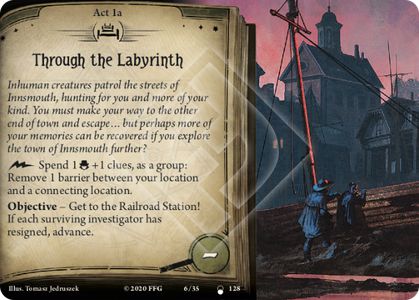 Act 1a
Through the Labyrinth
Inhuman creatures patrol the streets of
Innsmouth, hunting for you and more of your
kind. You must make your way to the other
end of town and escape... but perhaps more of
your memories can be recovered if you explore
the town of Innsmouth further?
Spend 1 +1 clues, as a group:
Remove 1 barrier between your location
and a connecting location.
Objective – Get to the Railroad Station!
If each surviving investigator has
resigned, advance.
–
Illus. Tomasz Jedruszek
© 2020 FFG
6/35
128